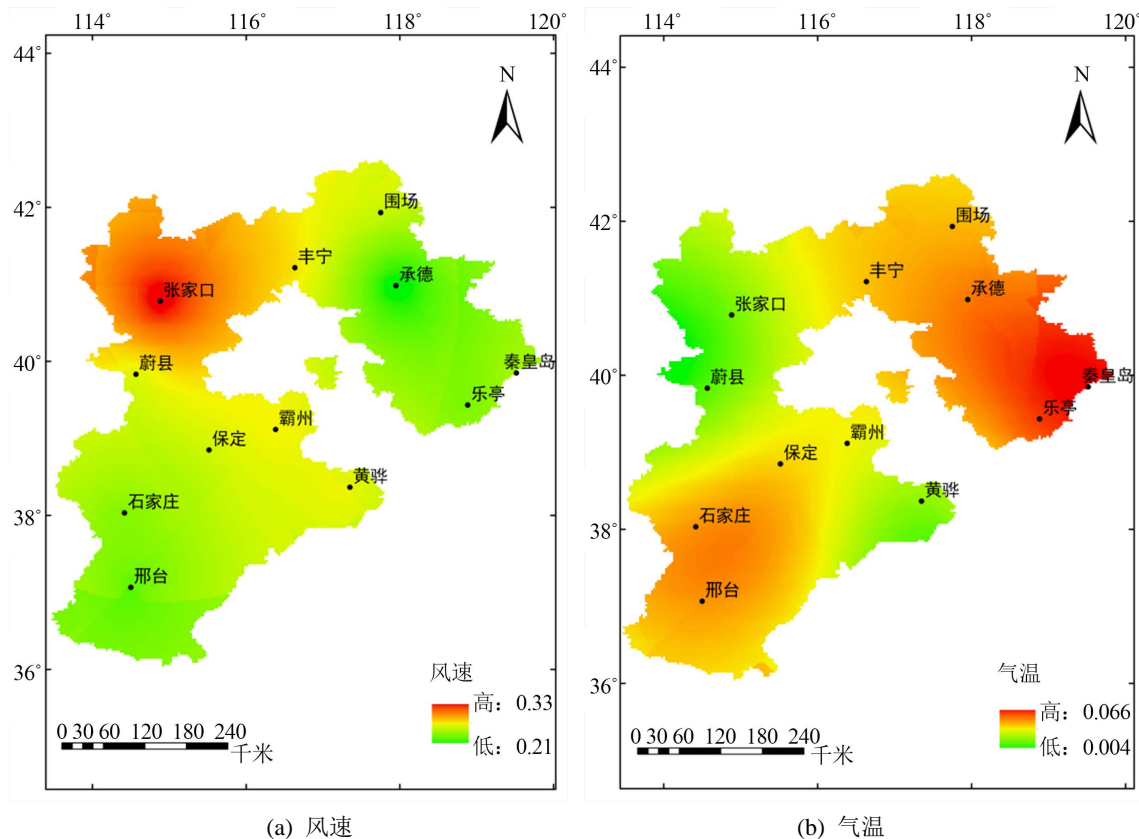 114° 116° 118° 120°
44°
42°
40°
38°
36°
N
围场
丰宁
承德
张家口
蔚县
秦皇岛
乐亭
霸州
保定
黄骅
石家庄
邢台
风速
高：0.33
低：0.21
0 30 60 120 180 240
千米
(a) 风速
114° 116° 118° 120°
44°
42°
40°
38°
36°
N
围场
丰宁
承德
张家口
蔚县
秦皇岛
乐亭
霸州
保定
黄骅
石家庄
邢台
气温
高：0.066
低：0.004
0 30 60 120 180 240
千米
(b) 气温